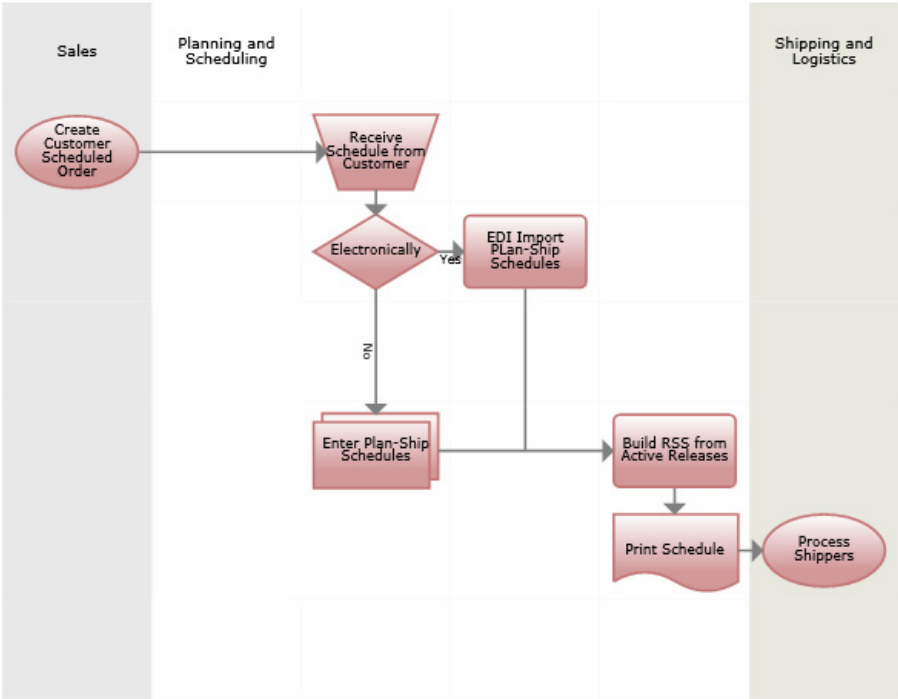 Sales
Planning and
Scheduling
Shipping and
Logistics
Create
Customer
Scheduled
Order
Receive
Schedule from
Customer
Electronically
Yes
EDI Import
PLan-Ship
Schedules
No
Enter Plan-Ship
Schedules
Build RSS from
Active Releases
Print Schedule
Process
Shippers